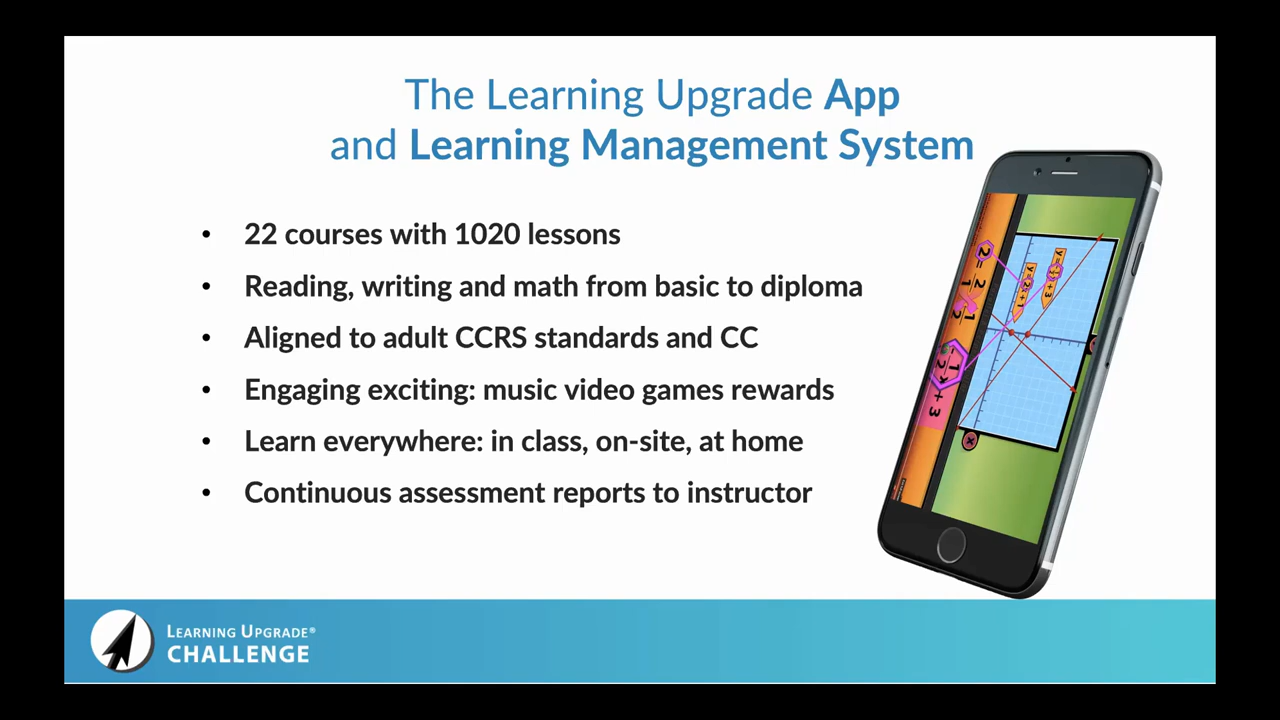 The Learning Upgrade App
and Learning Management System
• 22 courses with 1020 lessons
• Reading, writing and math from basic to diploma
• Aligned to adult CCRS standards and CC
• Engaging exciting: music video games rewards
• Learn everywhere: in class, on-site, at home
• Continuous assessment reports to instructor
LEARNING UPGRADE®
CHALLENGE